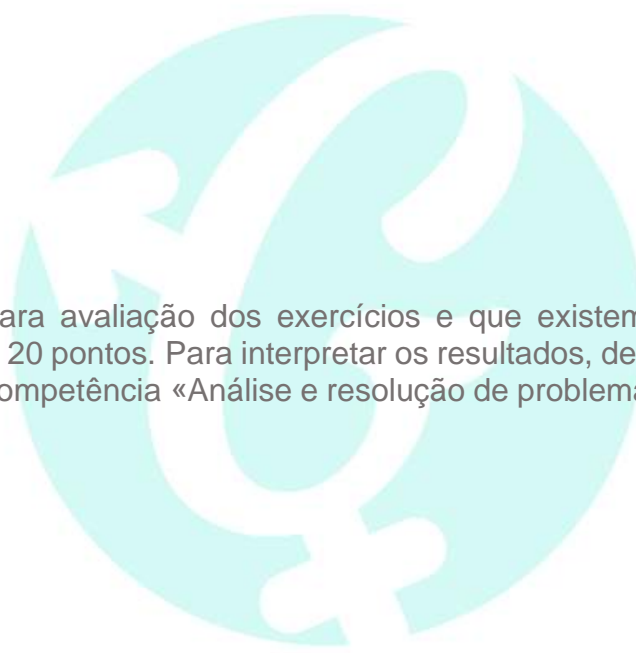 ara avaliação dos exercícios e que existem
20 pontos. Para interpretar os resultados, de
ompetência «Análise e resolução de problema